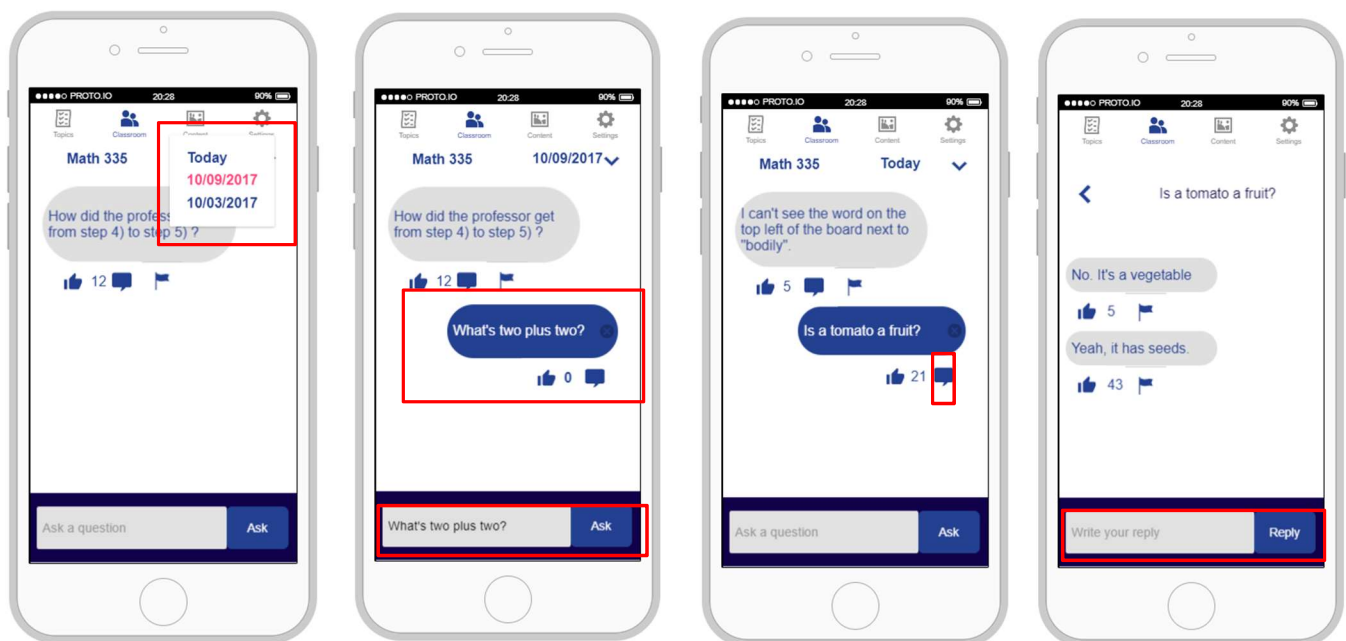 PROTO.IO 20:28 90%
Topics Classroom Content Settings
Math 335
Today
10/09/2017
10/03/2017
How did the profess
from step 4) to step 5) ?
12
Ask a question Ask
PROTO.IO 20:28 90%
Topics Classroom Content Settings
Math 335 10/09/2017
How did the professor get
from step 4) to step 5) ?
12
What's two plus two?
0
What's two plus two? Ask
PROTO.IO 20:28 90%
Topics Classroom Content Settings
Math 335 Today
I can't see the word on the
top left of the board next to
"bodily".
5
Is a tomato a fruit?
21
Ask a question Ask
PROTO.IO 20:28 90%
Topics Classroom Content Settings
Is a tomato a fruit?
No. It's a vegetable
5
Yeah, it has seeds.
43
Write your reply Reply